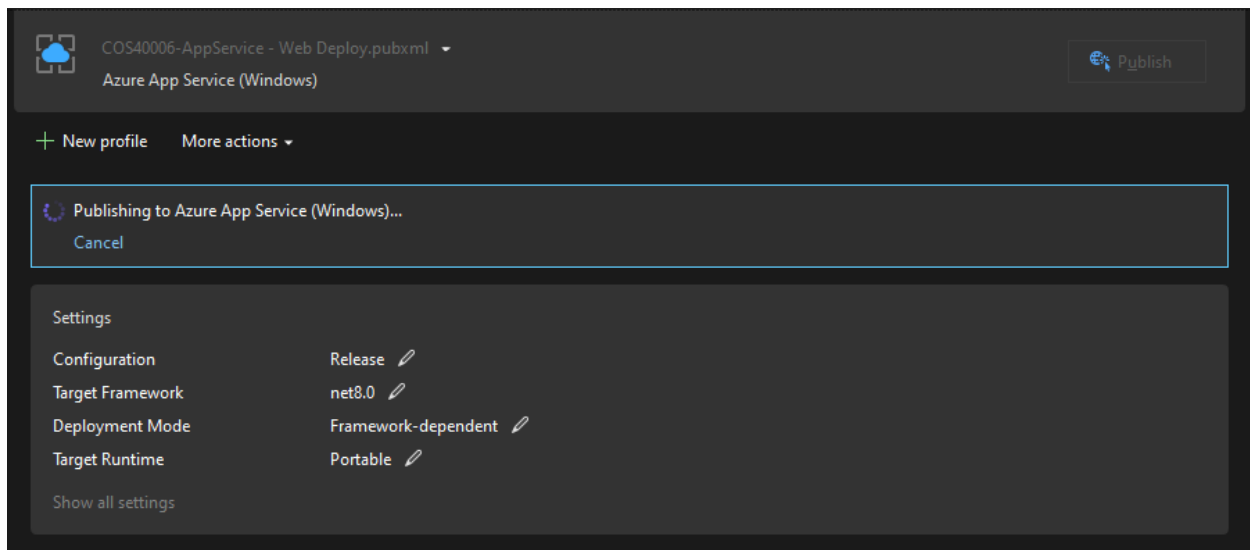 COS40006-AppService - Web Deploy.pubxml
Azure App Service (Windows)
Publish
New profile
More actions
Publishing to Azure App Service (Windows)...
Cancel
Settings
Configuration Release
Target Framework net8.0
Deployment Mode Framework-dependent
Target Runtime Portable
Show all settings